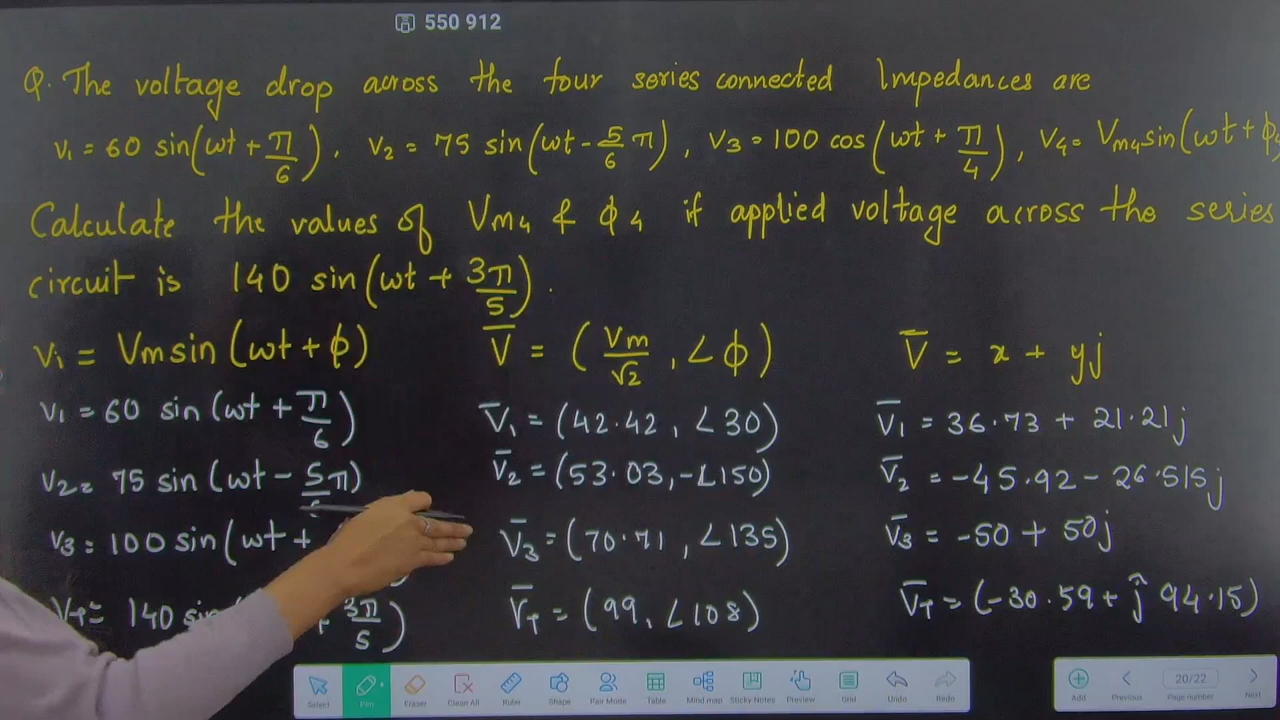 550 912
Q. The voltage drop across the four series connected Impedances are
v₁ = 60 sin(ωt + π/6), v₂ = 75 sin(ωt - 5/6 π), v₃ = 100 cos(ωt + π/4), v₄ = Vm₄ sin(ωt + ϕ
Calculate the values of Vm₄ & ϕ₄ if applied voltage across the series
circuit is 140 sin(ωt + 3π/5).
vi = Vm sin(ωt + ϕ) V̅ = (Vm/√2, ∠ϕ) V̅ = x + yj
v₁ = 60 sin(ωt + π/6) V̅₁ = (42.42, ∠30) V̅₁ = 36.73 + 21.21j
v₂ = 75 sin(ωt - 5π) V̅₂ = (53.03, -∠150) V̅₂ = -45.92 - 26.515j
v₃ = 100 sin(ωt + V̅₃ = (70.71, ∠135) V̅₃ = -50 + 50j
V_T = 140 sin + 3π/5) V̅_T = (99, ∠108) V̅_T = (-30.59 + ĵ 94.15)
Select Pen Eraser Clean All Ruler Shape Pair Mode Table Mind map Sticky Notes Preview Grid Undo Redo
Add Previous 20/22 Page number Next